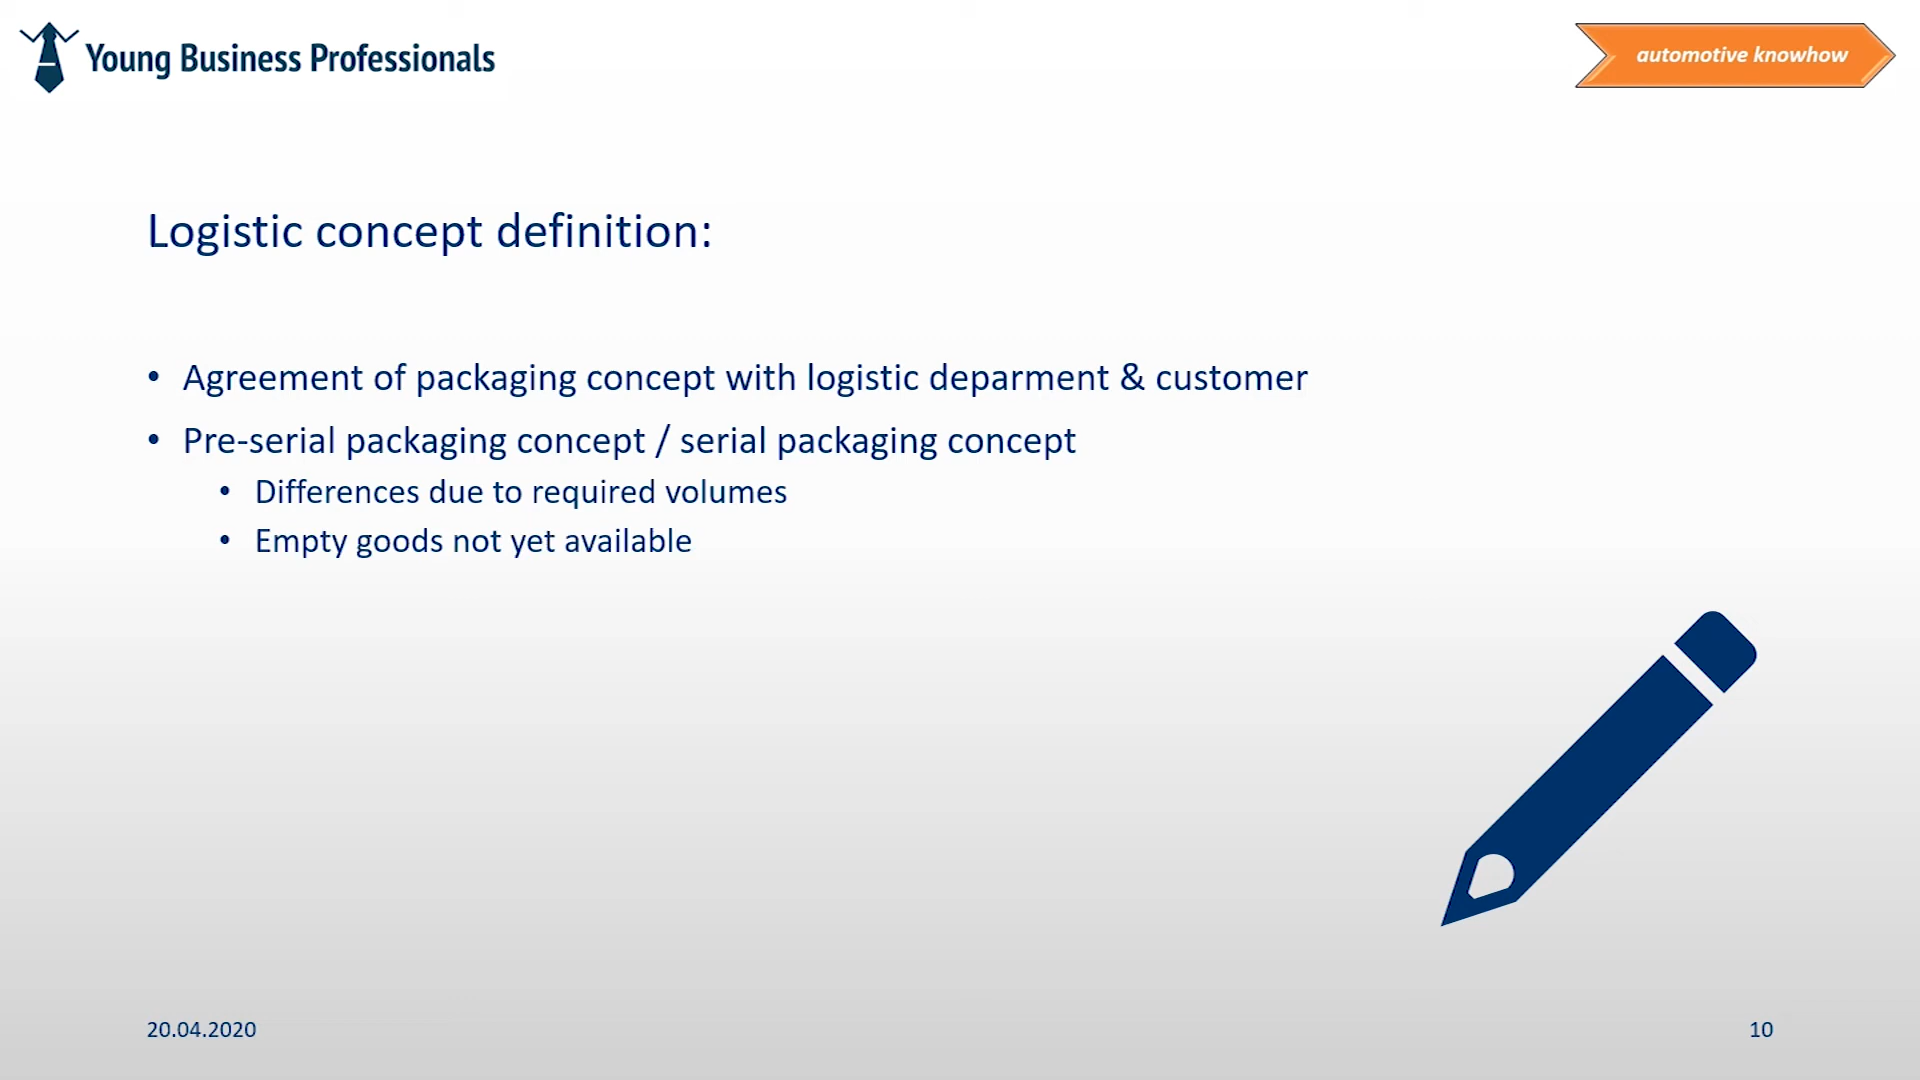 Young Business Professionals
automotive knowhow
Logistic concept definition:
• Agreement of packaging concept with logistic deparment & customer
• Pre-serial packaging concept / serial packaging concept
• Differences due to required volumes
• Empty goods not yet available
20.04.2020
10